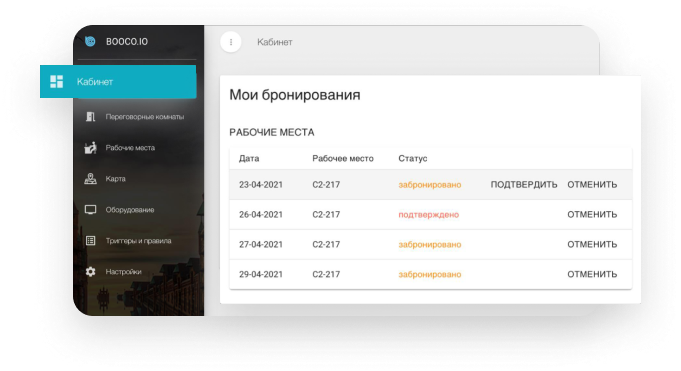 BOOCO.IO
Кабинет
Кабинет
Переговорные комнаты
Рабочие места
Карта
Оборудование
Триггеры и правила
Настройки
Мои бронирования
РАБОЧИЕ МЕСТА
Дата Рабочее место Статус
23-04-2021 C2-217 забронировано ПОДТВЕРДИТЬ ОТМЕНИТЬ
26-04-2021 C2-217 подтверждено ОТМЕНИТЬ
27-04-2021 C2-217 забронировано ОТМЕНИТЬ
29-04-2021 C2-217 забронировано ОТМЕНИТЬ